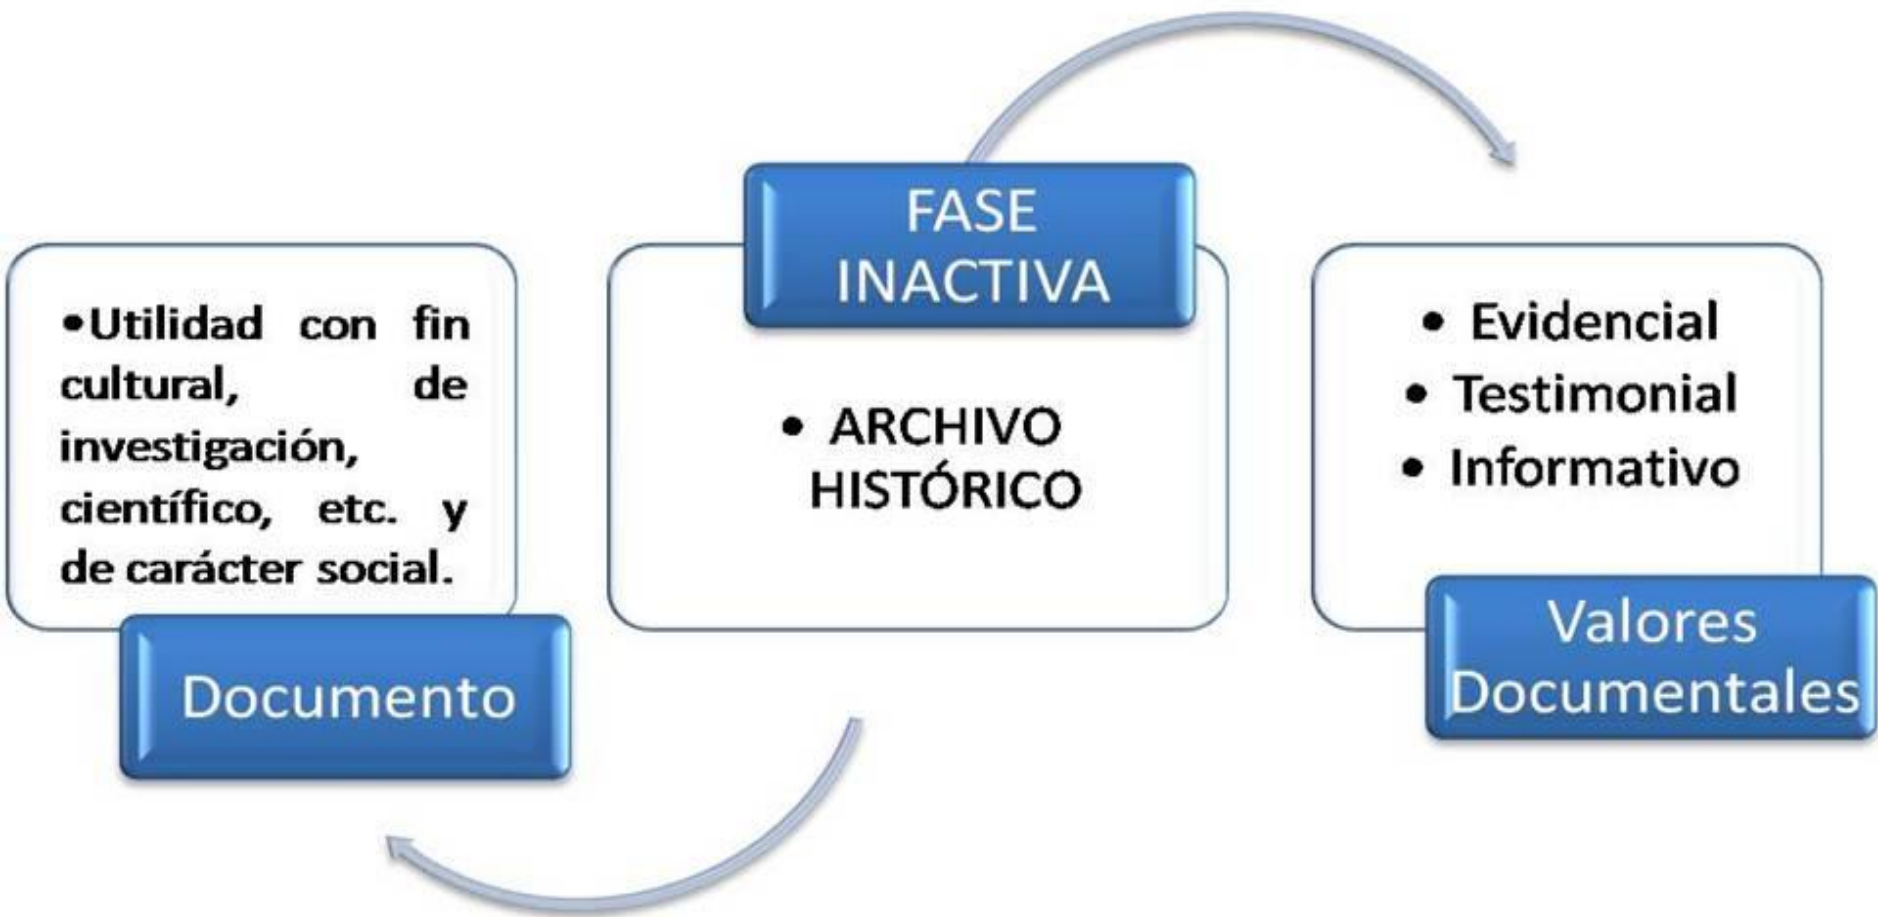 •Utilidad con fin
cultural, de
investigación,
científico, etc. y
de carácter social.
Documento
FASE
INACTIVA
• ARCHIVO
HISTÓRICO
• Evidencial
• Testimonial
• Informativo
Valores
Documentales